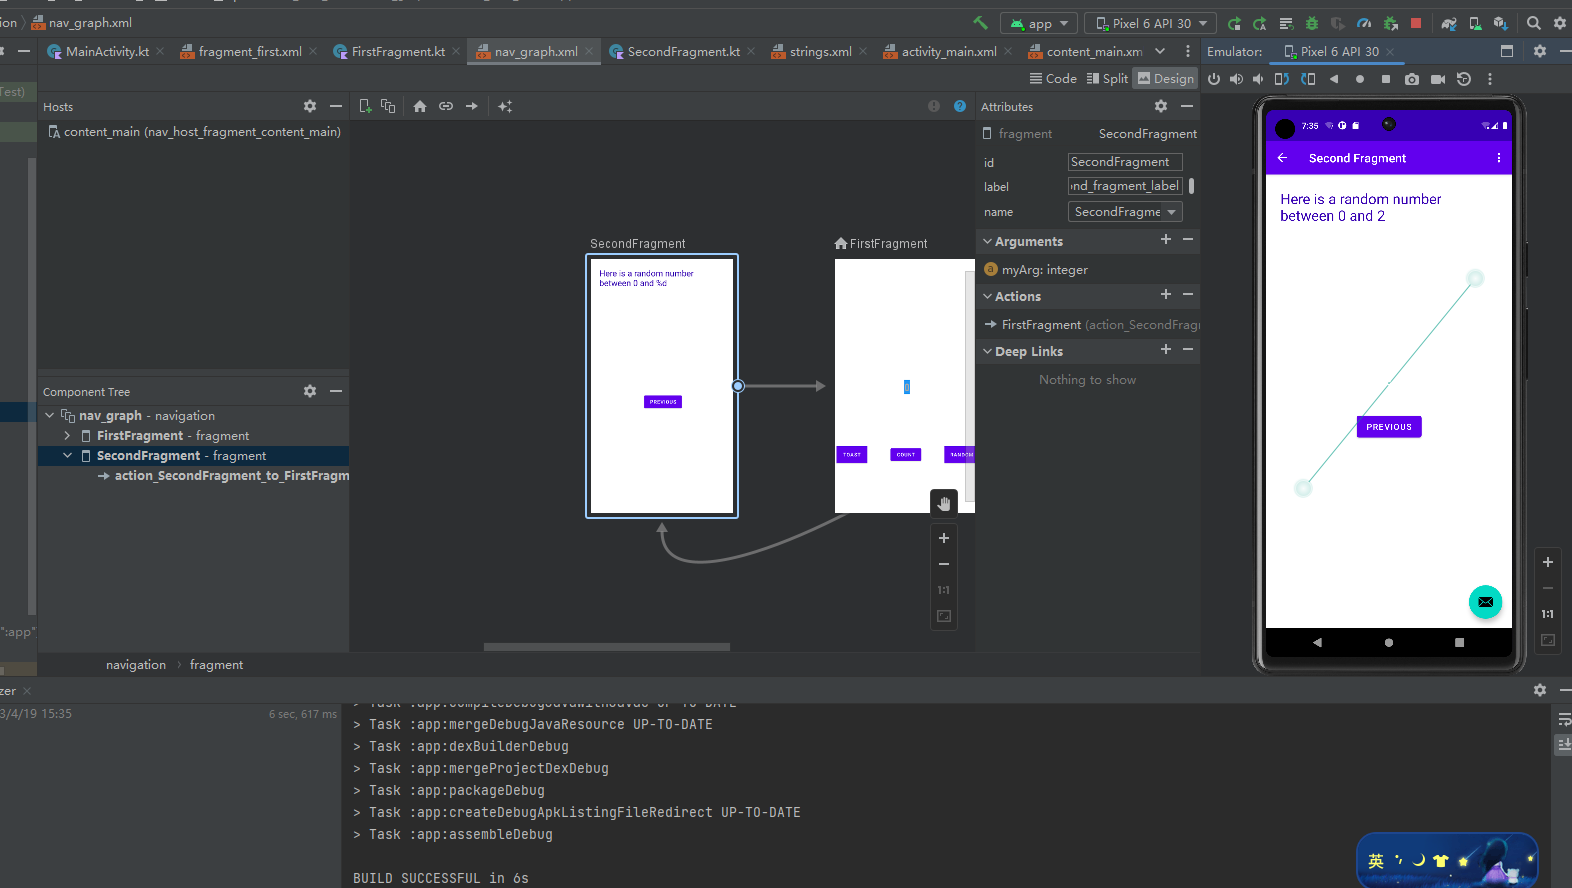 ion
nav_graph.xml
app
Pixel 6 API 30
MainActivity.kt
fragment_first.xml
FirstFragment.kt
nav_graph.xml
SecondFragment.kt
strings.xml
activity_main.xml
content_main.xm
Emulator:
Pixel 6 API 30
Code
Split
Design
Test)
Hosts
Attributes
content_main (nav_host_fragment_content_main)
fragment
SecondFragment
id
SecondFragment
label
nd_fragment_label
name
SecondFragme
Arguments
myArg: integer
Actions
FirstFragment (action_SecondFragr
Deep Links
Nothing to show
SecondFragment
Here is a random number
between 0 and %d
PREVIOUS
FirstFragment
TOAST
COUNT
RANDOM
1:1
Component Tree
nav_graph - navigation
FirstFragment - fragment
SecondFragment - fragment
action_SecondFragment_to_FirstFragm
":app"
navigation
fragment
7:35
Second Fragment
Here is a random number
between 0 and 2
PREVIOUS
1:1
zer
3/4/19 15:35
6 sec, 617 ms
> Task :app:compileDebugJavaWithJavac UP-TO-DATE
> Task :app:mergeDebugJavaResource UP-TO-DATE
> Task :app:dexBuilderDebug
> Task :app:mergeProjectDexDebug
> Task :app:packageDebug
> Task :app:createDebugApkListingFileRedirect UP-TO-DATE
> Task :app:assembleDebug
BUILD SUCCESSFUL in 6s
英